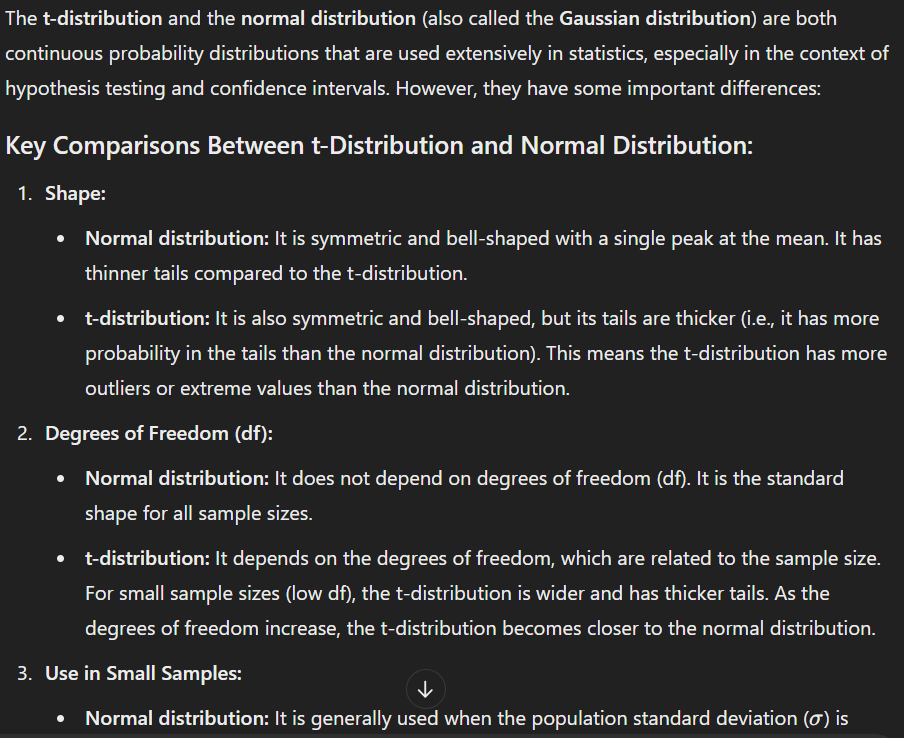 The t-distribution and the normal distribution (also called the Gaussian distribution) are both
continuous probability distributions that are used extensively in statistics, especially in the context of
hypothesis testing and confidence intervals. However, they have some important differences:
Key Comparisons Between t-Distribution and Normal Distribution:
1. Shape:
• Normal distribution: It is symmetric and bell-shaped with a single peak at the mean. It has
thinner tails compared to the t-distribution.
• t-distribution: It is also symmetric and bell-shaped, but its tails are thicker (i.e., it has more
probability in the tails than the normal distribution). This means the t-distribution has more
outliers or extreme values than the normal distribution.
2. Degrees of Freedom (df):
• Normal distribution: It does not depend on degrees of freedom (df). It is the standard
shape for all sample sizes.
• t-distribution: It depends on the degrees of freedom, which are related to the sample size.
For small sample sizes (low df), the t-distribution is wider and has thicker tails. As the
degrees of freedom increase, the t-distribution becomes closer to the normal distribution.
3. Use in Small Samples:
• Normal distribution: It is generally used when the population standard deviation (σ) is